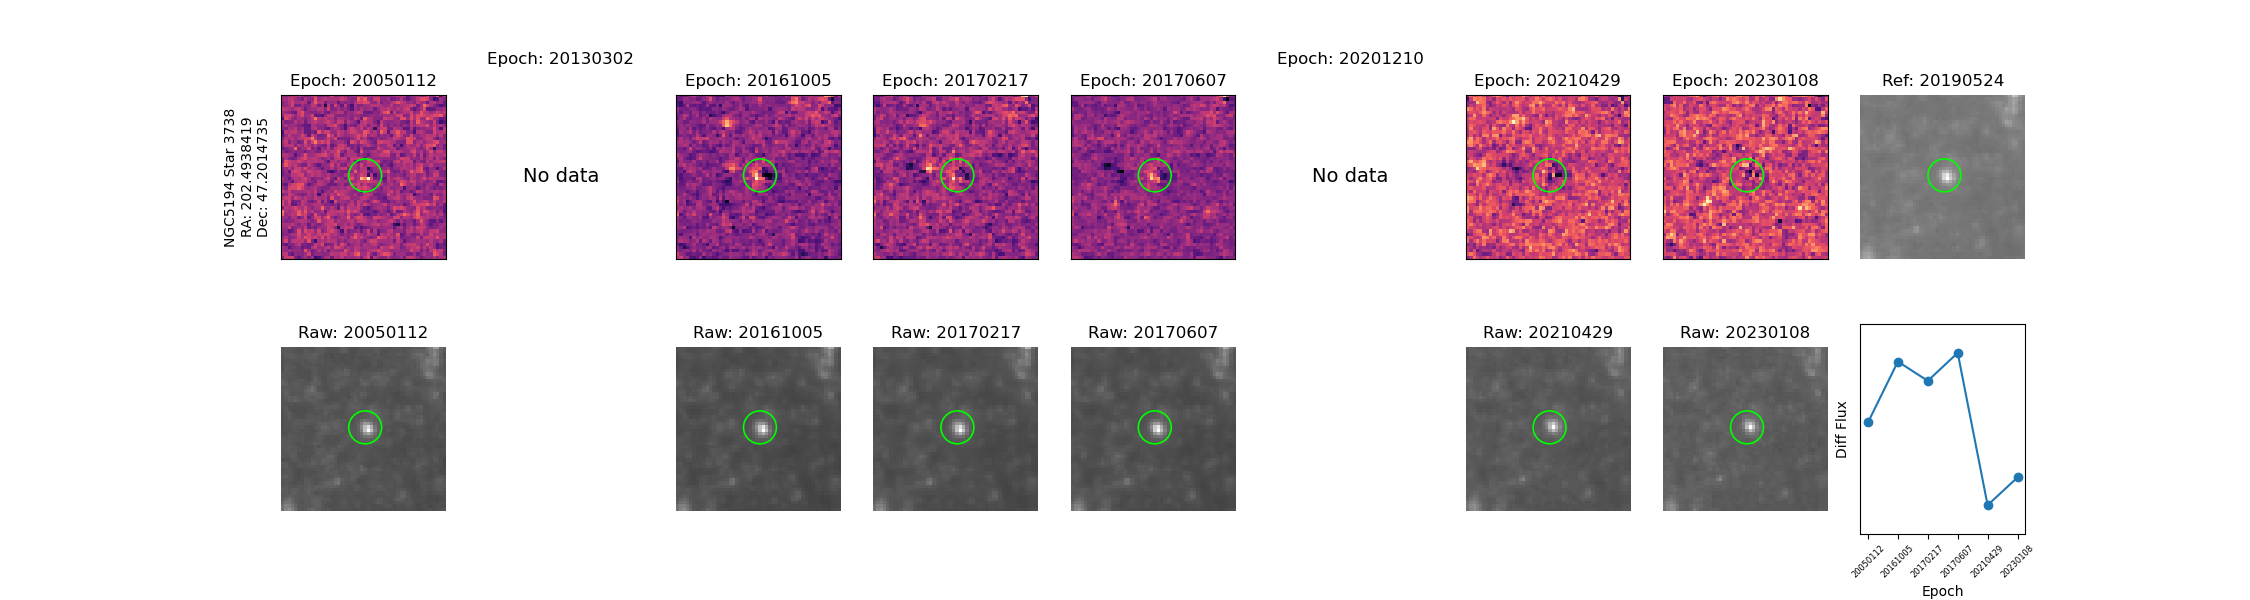 Epoch: 20130302
Epoch: 20201210
Epoch: 20050112
Epoch: 20161005
Epoch: 20170217
Epoch: 20170607
Epoch: 20210429
Epoch: 20230108
Ref: 20190524
NGC5194 Star 3738
RA: 202.4938419
Dec: 47.2014735
No data
No data
Raw: 20050112
Raw: 20161005
Raw: 20170217
Raw: 20170607
Raw: 20210429
Raw: 20230108
Diff Flux
20050112
20161005
20170217
20170607
20210429
20230108
Epoch